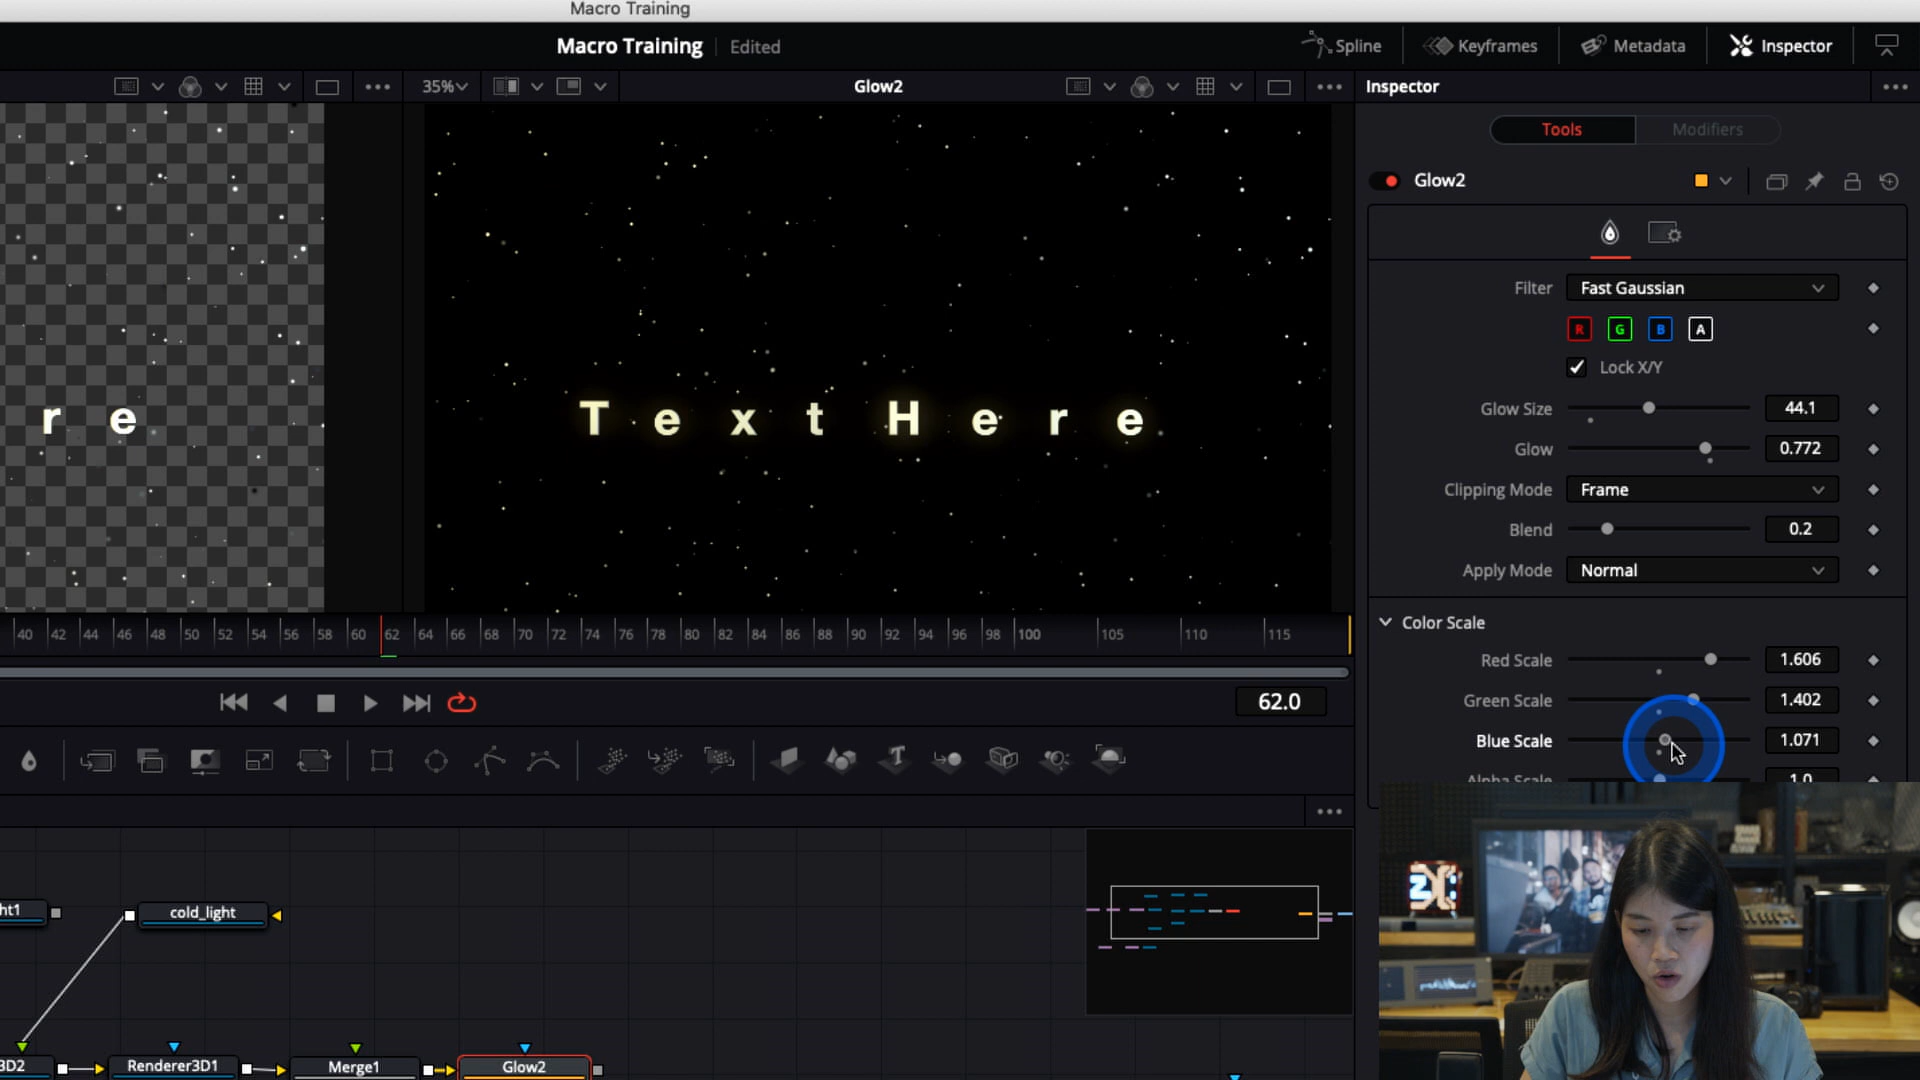 Macro Training
Macro Training Edited
Spline Keyframes Metadata Inspector
35% Glow2 Inspector
Tools Modifiers
Glow2
Filter Fast Gaussian
R G B A
Lock X/Y
Glow Size 44.1
Glow 0.772
Clipping Mode Frame
Blend 0.2
Apply Mode Normal
r e
T e x t H e r e
Color Scale
40 42 44 46 48 50 52 54 56 58 60 62 64 66 68 70 72 74 76 78 80 82 84 86 88 90 92 94 96 98 100 105 110 115
Red Scale 1.606
62.0
Green Scale 1.402
Blue Scale 1.071
Alpha Scale 1.0
T
ht1 cold_light
3D2 Renderer3D1 Merge1 Glow2